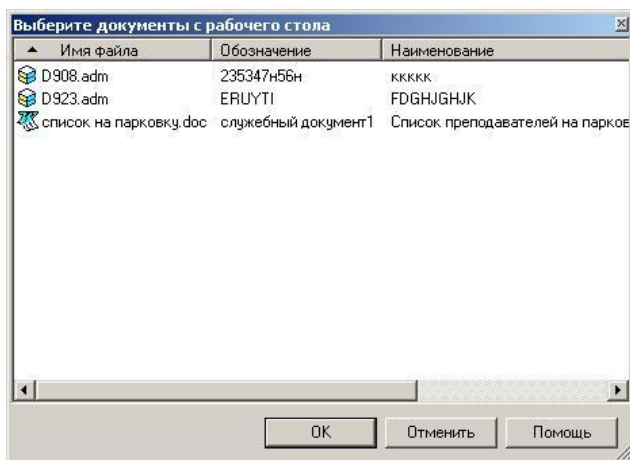 Выберите документы с рабочего стола
Имя файла Обозначение Наименование
D908.adm 235347н56н ккккк
D923.adm ERUYTI FDGHJGHJK
список на парковку.doc служебный документ1 Список преподавателей на парков
OK Отменить Помощь